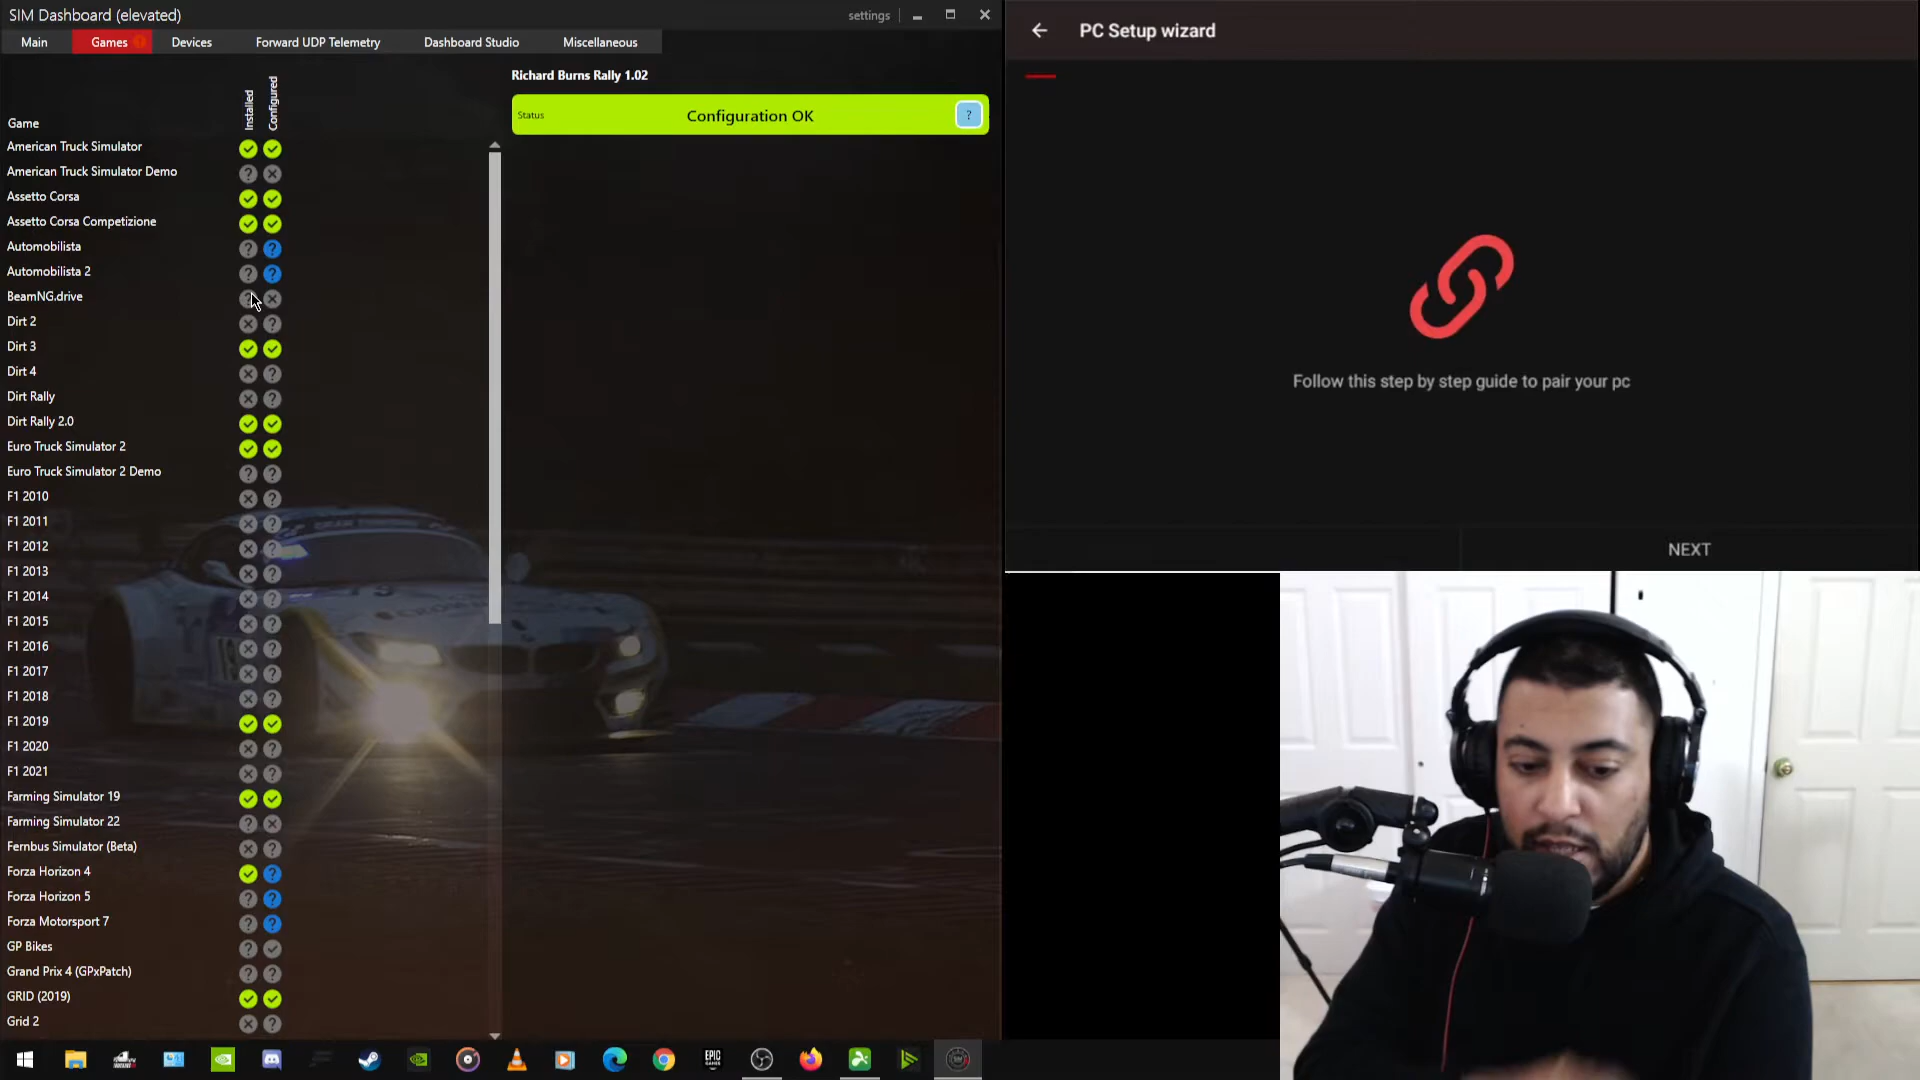 SIM Dashboard (elevated)
settings
Main
Games
Devices
Forward UDP Telemetry
Dashboard Studio
Miscellaneous
Game
Installed
Configured
American Truck Simulator
American Truck Simulator Demo
Assetto Corsa
Assetto Corsa Competizione
Automobilista
Automobilista 2
BeamNG.drive
Dirt 2
Dirt 3
Dirt 4
Dirt Rally
Dirt Rally 2.0
Euro Truck Simulator 2
Euro Truck Simulator 2 Demo
F1 2010
F1 2011
F1 2012
F1 2013
F1 2014
F1 2015
F1 2016
F1 2017
F1 2018
F1 2019
F1 2020
F1 2021
Farming Simulator 19
Farming Simulator 22
Fernbus Simulator (Beta)
Forza Horizon 4
Forza Horizon 5
Forza Motorsport 7
GP Bikes
Grand Prix 4 (GPxPatch)
GRID (2019)
Grid 2
Richard Burns Rally 1.02
Status
Configuration OK
?
PC Setup wizard
Follow this step by step guide to pair your pc
NEXT
EPIC
GAMES